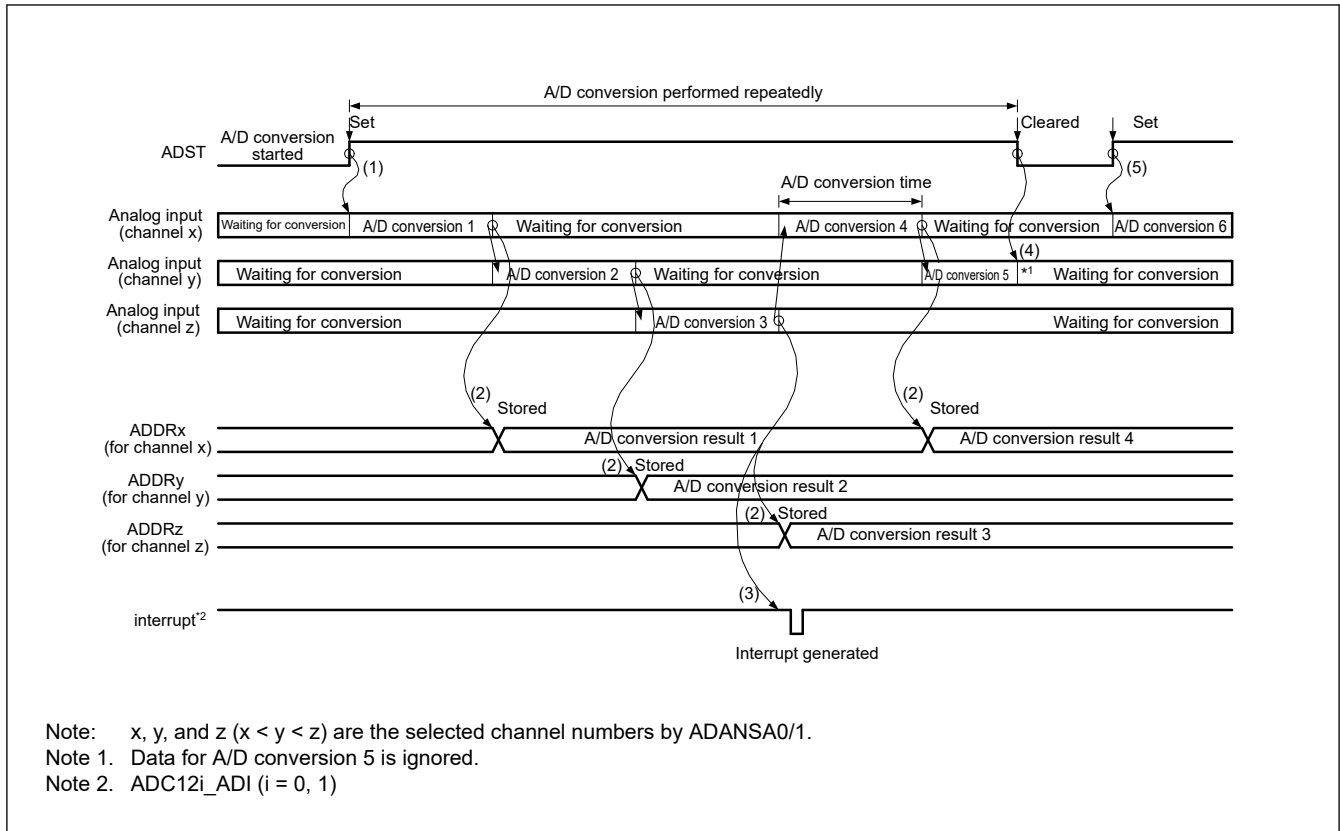 A/D conversion performed repeatedly
Set
Cleared
Set
A/D conversion
started
ADST
(1)
(5)
A/D conversion time
Analog input
(channel x)
Waiting for conversion
A/D conversion 1
Waiting for conversion
A/D conversion 4
Waiting for conversion
A/D conversion 6
(4)
Analog input
(channel y)
Waiting for conversion
A/D conversion 2
Waiting for conversion
A/D conversion 5
*1
Waiting for conversion
Analog input
(channel z)
Waiting for conversion
A/D conversion 3
Waiting for conversion
(2)
Stored
(2)
Stored
ADDRx
(for channel x)
A/D conversion result 1
A/D conversion result 4
(2)
Stored
ADDRy
(for channel y)
A/D conversion result 2
(2)
Stored
ADDRz
(for channel z)
A/D conversion result 3
(3)
interrupt*2
Interrupt generated
Note: x, y, and z (x < y < z) are the selected channel numbers by ADANSA0/1.
Note 1. Data for A/D conversion 5 is ignored.
Note 2. ADC12i_ADI (i = 0, 1)